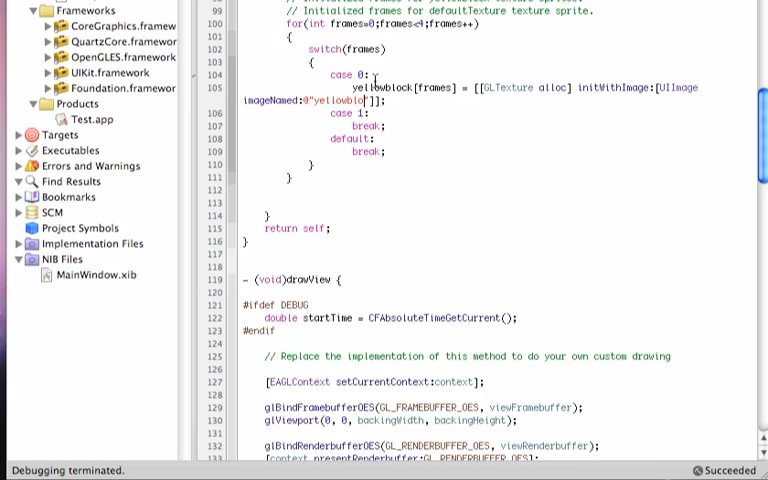 Frameworks
CoreGraphics.framew
QuartzCore.framewor
OpenGLES.framework
UIKit.framework
Foundation.framewor
Products
Test.app
Targets
Executables
Errors and Warnings
Find Results
Bookmarks
SCM
Project Symbols
Implementation Files
NIB Files
MainWindow.xib
99 // Initialized frames for defaultTexture texture sprite.
100 for(int frames=0;frames<4;frames++)
101 {
102 switch(frames)
103 {
104 case 0:
105 yellowblock[frames] = [[GLTexture alloc] initWithImage:[UIImage
imageNamed:@"yellowblo"]];
106 case 1:
107 break;
108 default:
109 break;
110 }
111 }
112
113
114 }
115 return self;
116 }
117
118
119 - (void)drawView {
120
121 #ifdef DEBUG
122 double startTime = CFAbsoluteTimeGetCurrent();
123 #endif
124
125 // Replace the implementation of this method to do your own custom drawing
126
127 [EAGLContext setCurrentContext:context];
128
129 glBindFramebufferOES(GL_FRAMEBUFFER_OES, viewFramebuffer);
130 glViewport(0, 0, backingWidth, backingHeight);
131
132 glBindRenderbufferOES(GL_RENDERBUFFER_OES, viewRenderbuffer);
133 [context presentRenderbuffer:GL_RENDERBUFFER_OES];
Debugging terminated.
Succeeded